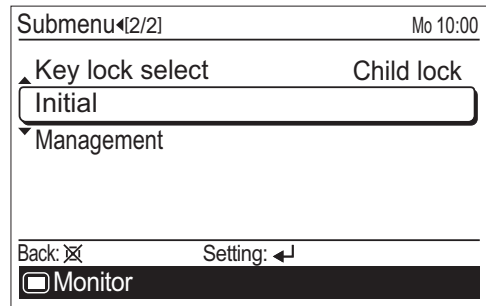 Submenu◂[2/2] Mo 10:00
Key lock select Child lock
Initial
Management
Back: Setting:
Monitor